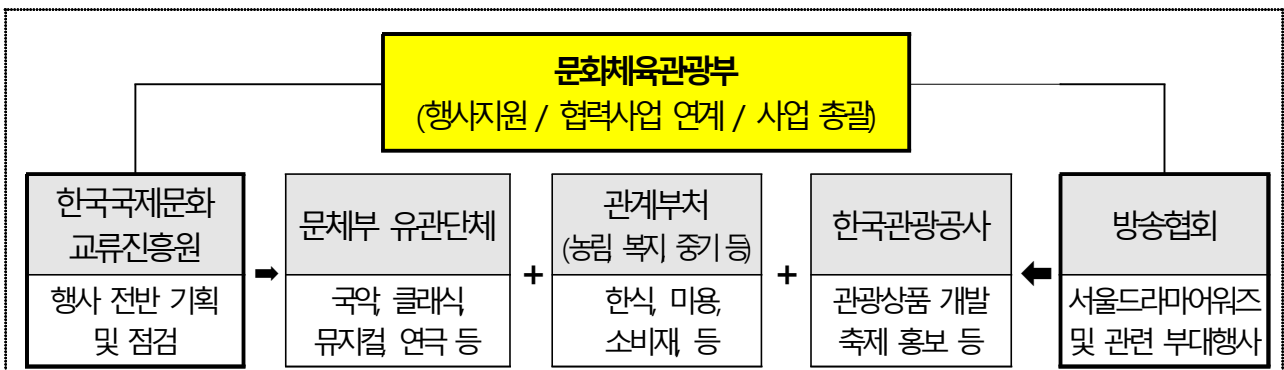 문화체육관광부
(행사지원 / 협력사업 연계 / 사업 총괄)
한국국제문화
교류진흥원
행사 전반 기획
및 점검
➡
문체부 유관단체
국악, 클래식,
뮤지컬, 연극 등
+
관계부처
(농림, 복지, 중기 등)
한식, 미용,
소비재, 등
+
한국관광공사
관광상품 개발
축제 홍보 등
⬅
방송협회
서울드라마어워즈
및 관련 부대행사